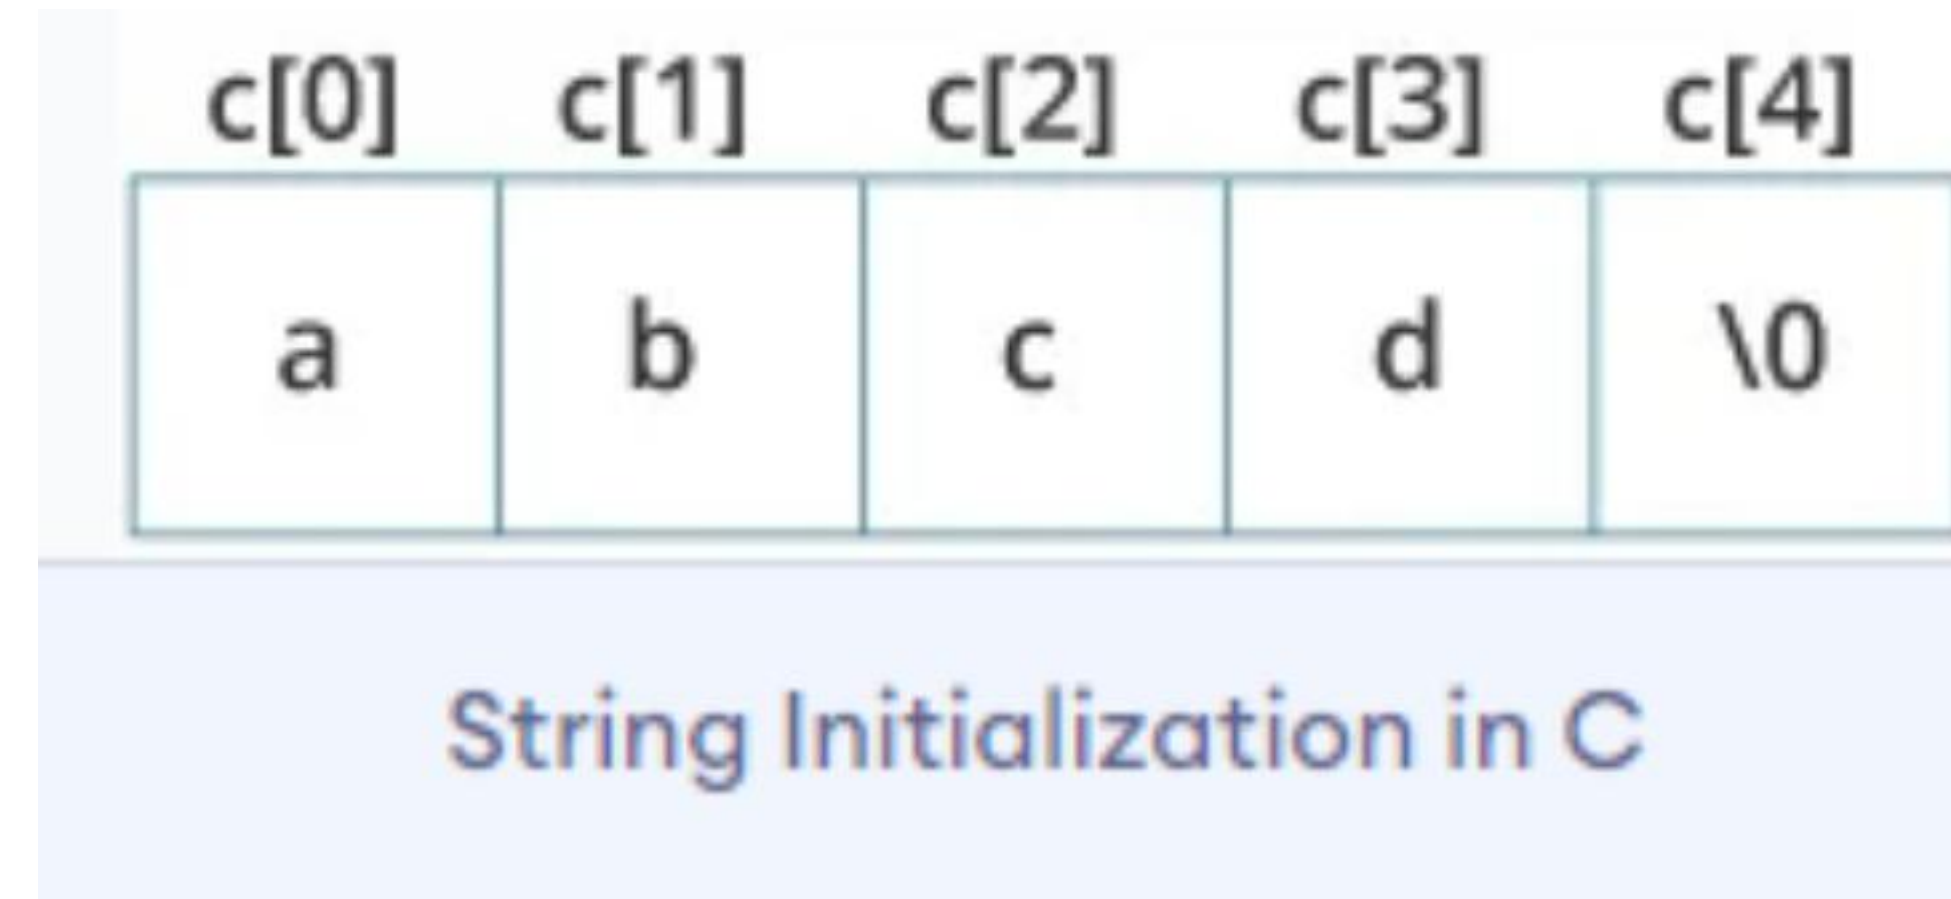 c[0] c[1] c[2] c[3] c[4]
a b c d \0
String Initialization in C